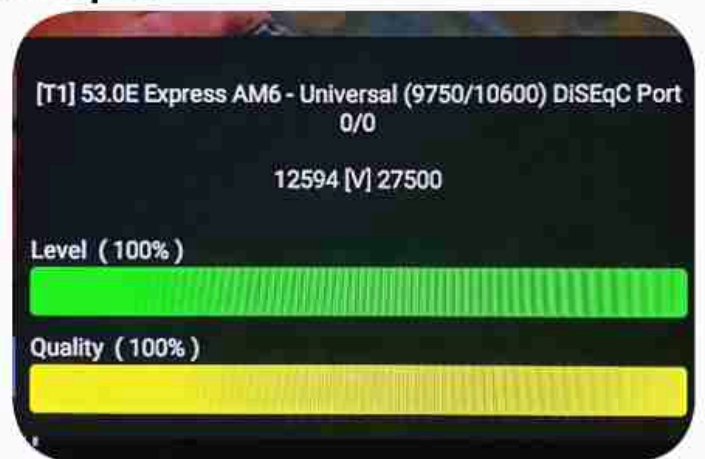 [T1] 53.0E Express AM6 - Universal (9750/10600) DiSEqC Port
0/0
12594 [V] 27500
Level ( 100% )
Quality ( 100% )